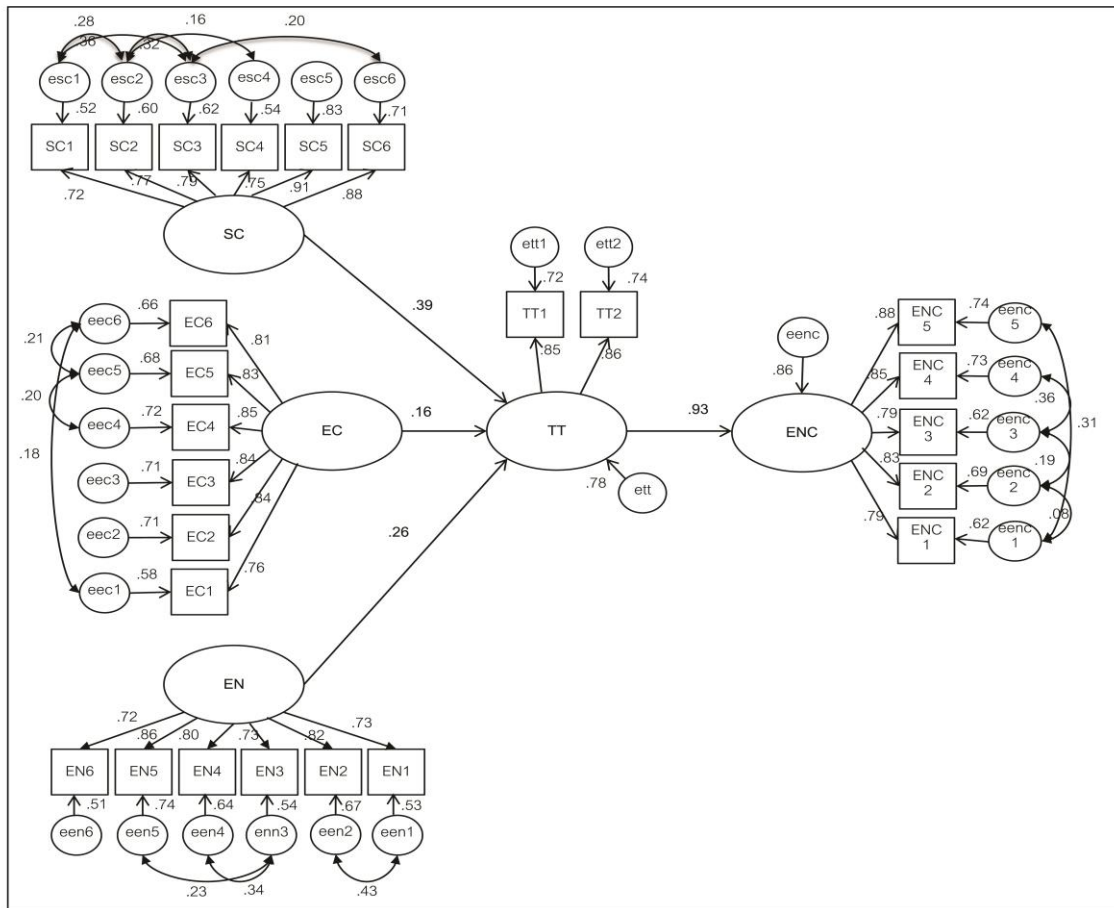 .28 .16 .20
.36 .32
esc1 esc2 esc3 esc4 esc5 esc6
.52 .60 .62 .54 .83 .71
SC1 SC2 SC3 SC4 SC5 SC6
.72 .77 .79 .75 .91 .88
SC
ett1 ett2
.72 .74
TT1 TT2
.85 .86
.39
eec6 .66 EC6 .81
.21
eec5 .68 EC5 .83
.20
eec4 .72 EC4 .85
.18
eec3 .71 EC3 .84
eec2 .71 EC2 .84
eec1 .58 EC1 .76
EC
.16
TT
.78 ett
.93
eenc
.86
ENC
.88 ENC 5 .74 eenc 5
.85 ENC 4 .73 eenc 4
.36 .31
.79 ENC 3 .62 eenc 3
.19
.83 ENC 2 .69 eenc 2
.08
.79 ENC 1 .62 eenc 1
.26
EN
.72 .86 .80 .73 .82 .73
EN6 EN5 EN4 EN3 EN2 EN1
.51 .74 .64 .54 .67 .53
een6 een5 een4 enn3 een2 een1
.23 .34 .43